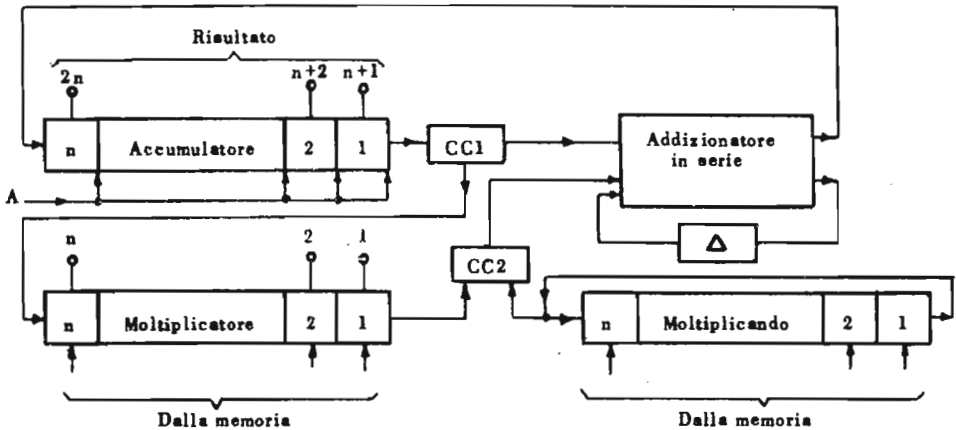 Risultato
2n n+2 n+1
n Accumulatore 2 1
CC1
Addizionatore
in serie
A
Δ
n 2 1
CC2
n Moltiplicatore 2 1
n Moltiplicando 2 1
Dalla memoria
Dalla memoria